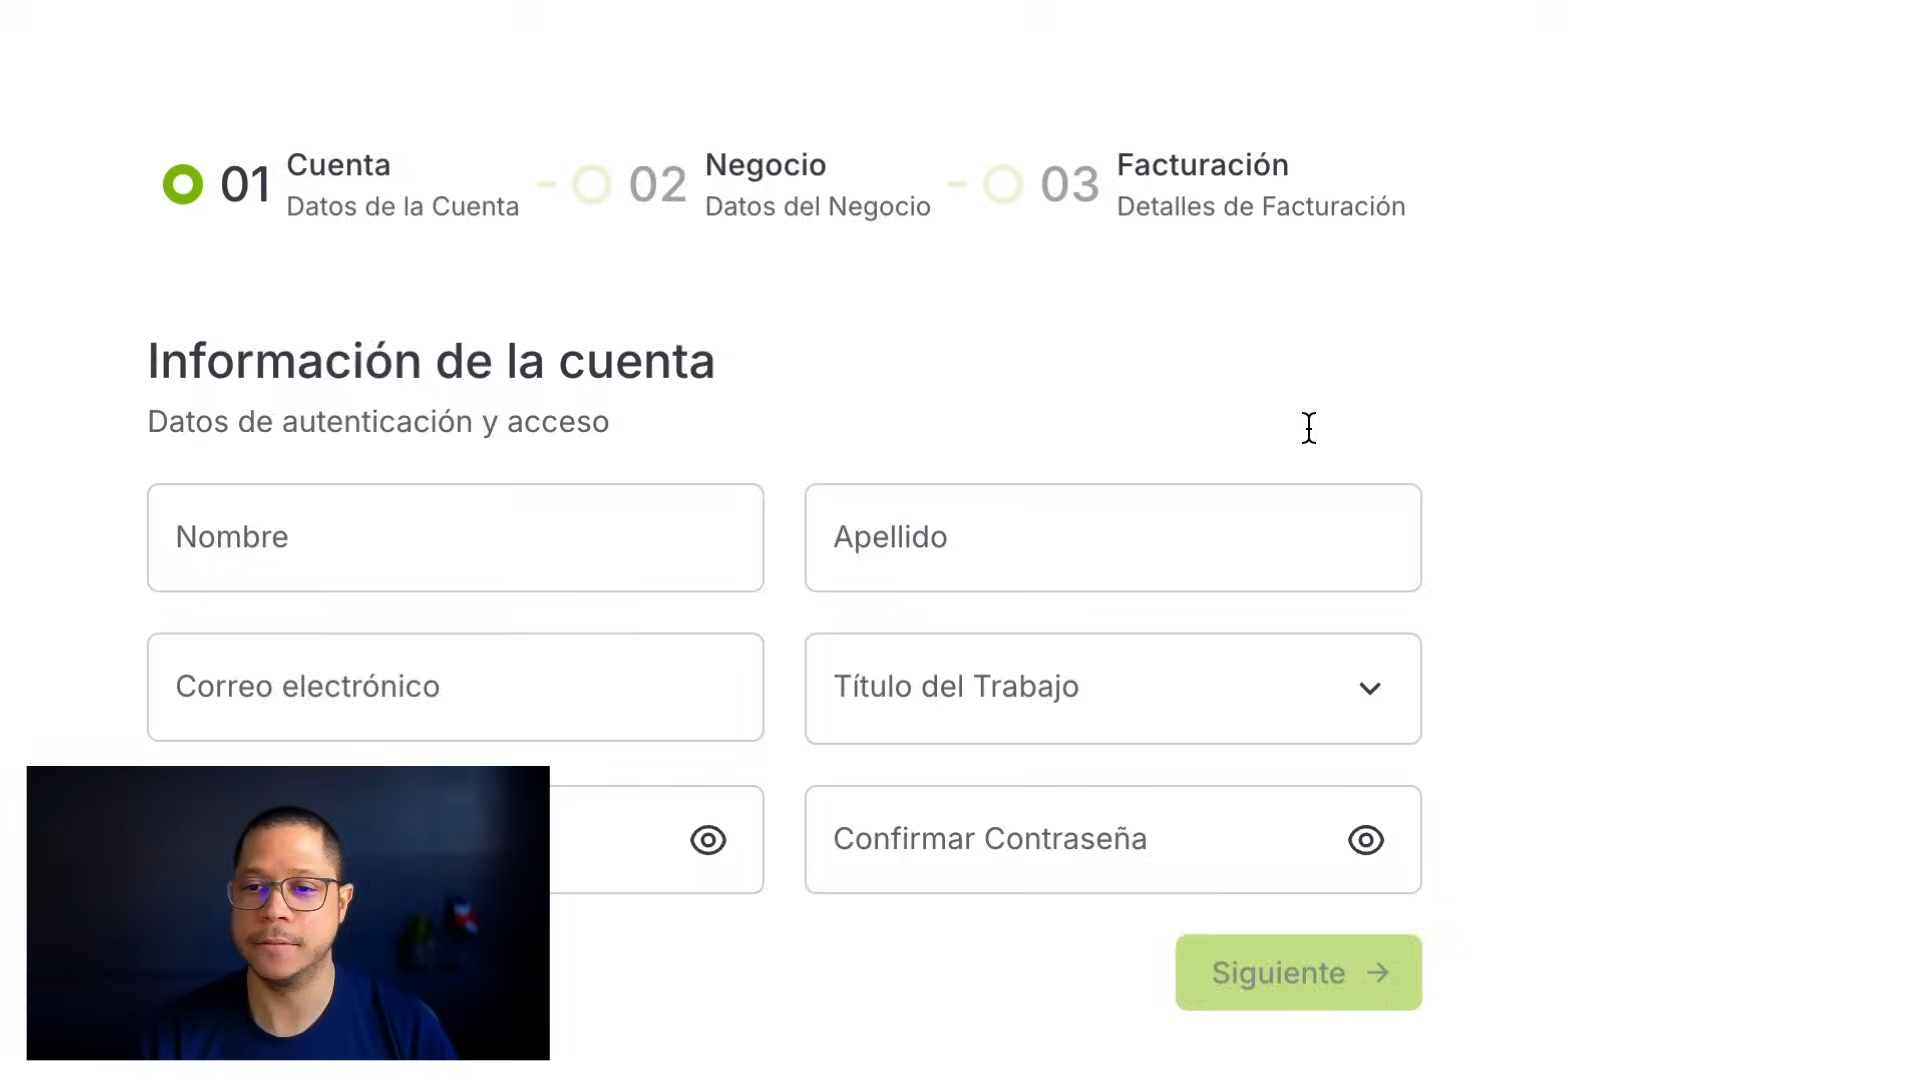 01 Cuenta
Datos de la Cuenta
02 Negocio
Datos del Negocio
03 Facturación
Detalles de Facturación
Información de la cuenta
Datos de autenticación y acceso
Nombre
Apellido
Correo electrónico
Título del Trabajo
Confirmar Contraseña
Siguiente